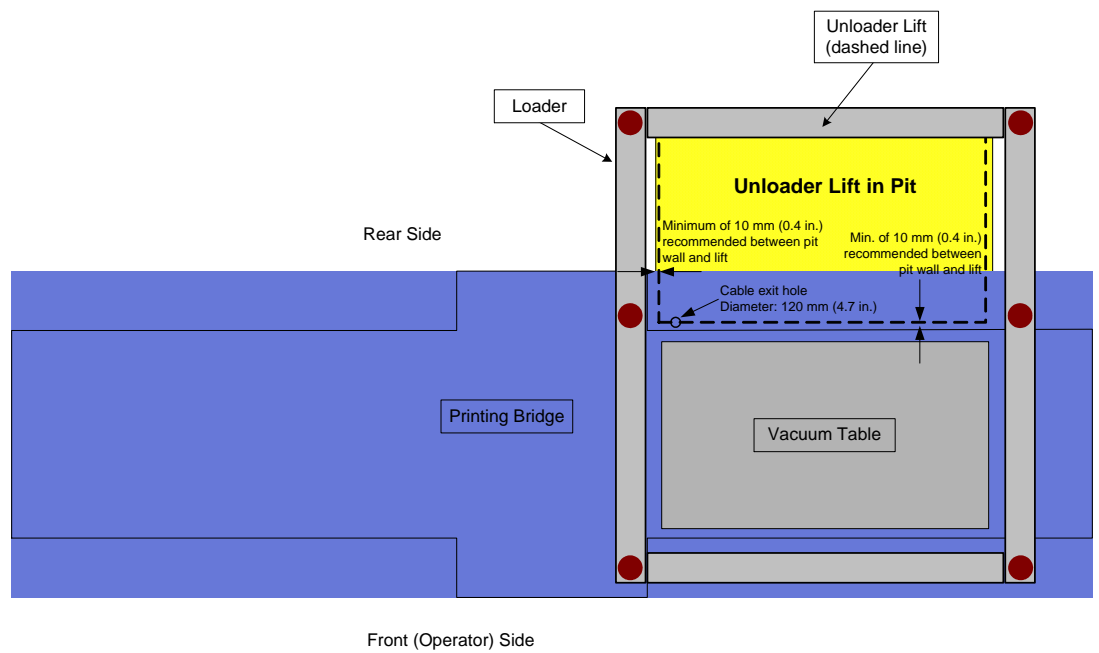 Unloader Lift
(dashed line)
Loader
Unloader Lift in Pit
Minimum of 10 mm (0.4 in.)
recommended between pit
wall and lift
Min. of 10 mm (0.4 in.)
recommended between
pit wall and lift
Rear Side
Cable exit hole
Diameter: 120 mm (4.7 in.)
Printing Bridge
Vacuum Table
Front (Operator) Side